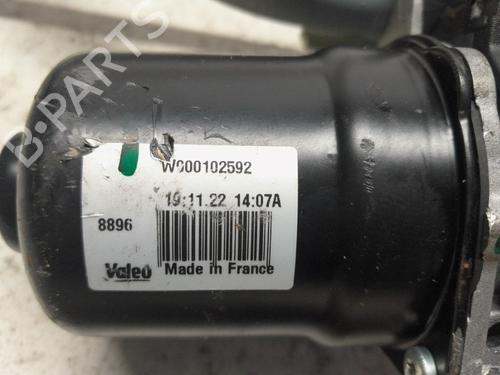 B-PARTS
W000102592
19.11.22 14:07A
8896
Valeo Made in France